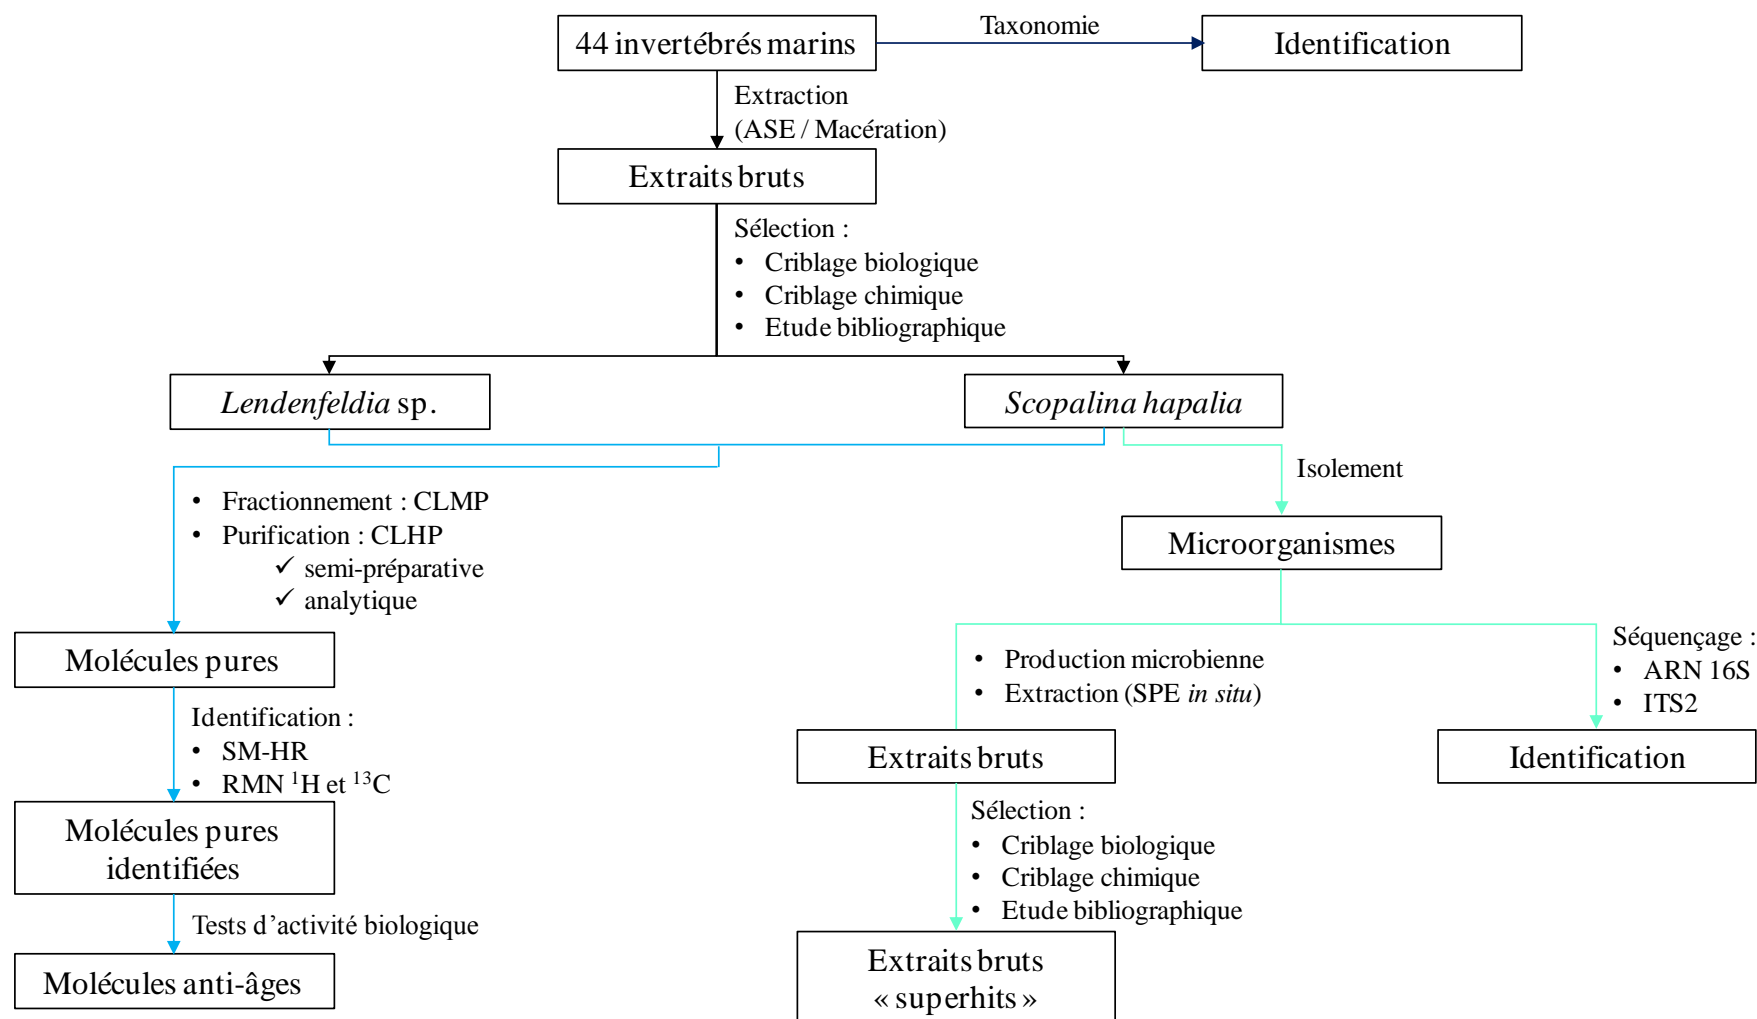 44 invertébrés marins
Taxonomie
Identification
Extraction
(ASE / Macération)
Extraits bruts
Sélection :
• Criblage biologique
• Criblage chimique
• Etude bibliographique
Lendenfeldia sp.
Scopalina hapalia
• Fractionnement : CLMP
• Purification : CLHP
✓ semi-préparative
✓ analytique
Isolement
Microorganismes
Molécules pures
• Production microbienne
• Extraction (SPE in situ)
Séquençage :
• ARN 16S
• ITS2
Identification :
• SM-HR
• RMN ¹H et ¹³C
Extraits bruts
Identification
Molécules pures
identifiées
Sélection :
• Criblage biologique
• Criblage chimique
• Etude bibliographique
Tests d’activité biologique
Molécules anti-âges
Extraits bruts
« superhits »